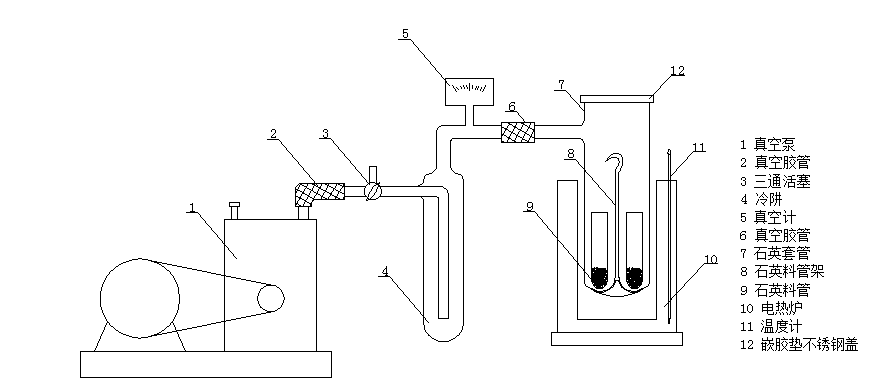 5
7
12
6
2
3
11
8
1
9
10
4
1 真空泵
2 真空胶管
3 三通活塞
4 冷阱
5 真空计
6 真空胶管
7 石英套管
8 石英料管架
9 石英料管
10 电热炉
11 温度计
12 嵌胶垫不锈钢盖